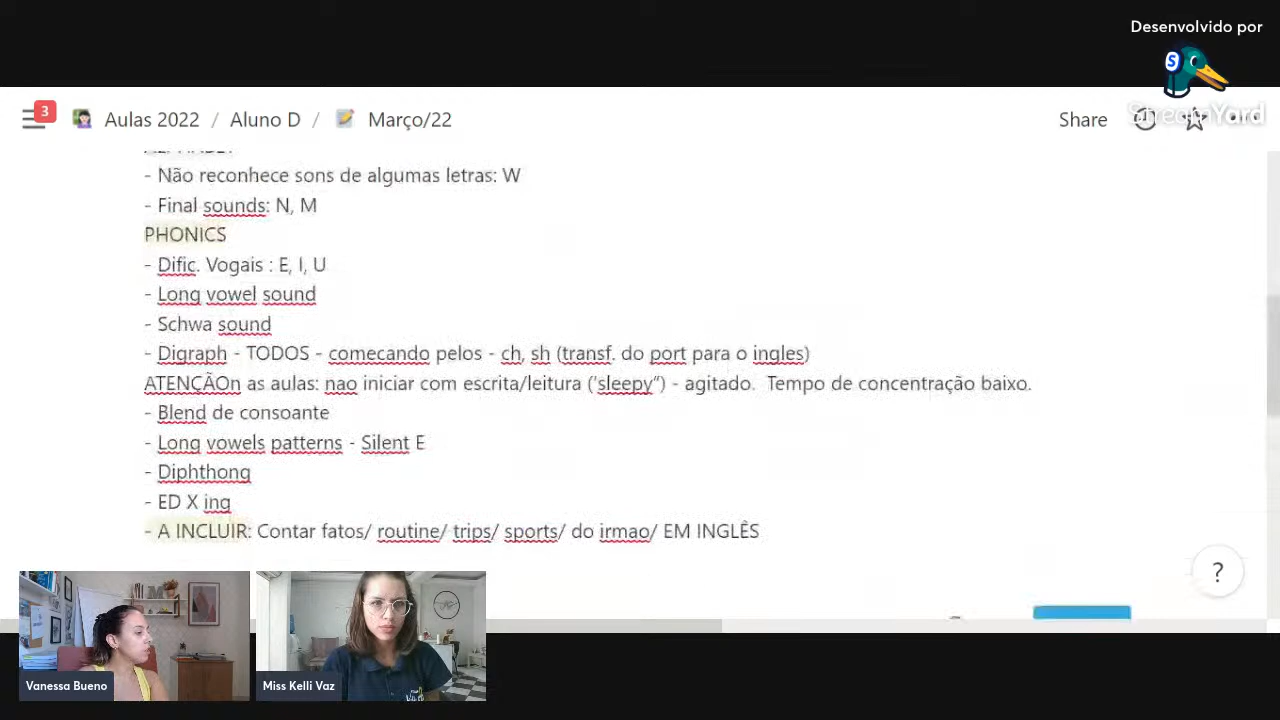 Desenvolvido por
StreamYard
3
Aulas 2022 / Aluno D / Março/22
Share
- Não reconhece sons de algumas letras: W
- Final sounds: N, M
PHONICS
- Dific. Vogais : E, I, U
- Long vowel sound
- Schwa sound
- Digraph - TODOS - comecando pelos - ch, sh (transf. do port para o ingles)
ATENÇÃOn as aulas: nao iniciar com escrita/leitura ('sleepy") - agitado. Tempo de concentração baixo.
- Blend de consoante
- Long vowels patterns - Silent E
- Diphthong
- ED X ing
- A INCLUIR: Contar fatos/ routine/ trips/ sports/ do irmao/ EM INGLÊS
?
Vanessa Bueno
Miss Kelli Vaz